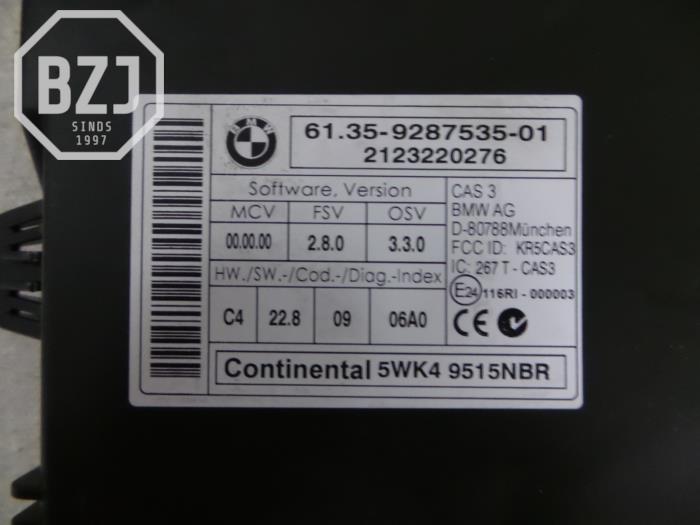 BZJ
SINDS
1997
BMW
61.35-9287535-01
2123220276
Software, Version
MCV FSV OSV
00.00.00 2.8.0 3.3.0
HW./SW.-/Cod.-/Diag.-Index
C4 22.8 09 06A0
CAS 3
BMW AG
D-80788München
FCC ID: KR5CAS3
IC: 267 T - CAS3
E24 116RI - 000003
CE N
Continental 5WK4 9515NBR